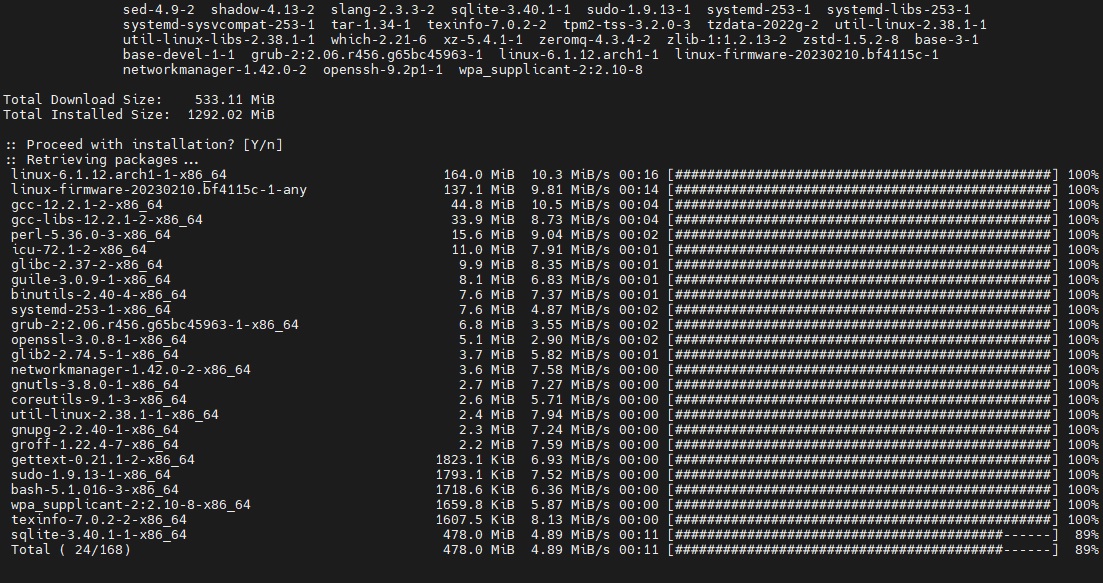 sed-4.9-2 shadow-4.13-2 slang-2.3.3-2 sqlite-3.40.1-1 sudo-1.9.13-1 systemd-253-1 systemd-libs-253-1
systemd-sysvcompat-253-1 tar-1.34-1 texinfo-7.0.2-2 tpm2-tss-3.2.0-3 tzdata-2022g-2 util-linux-2.38.1-1
util-linux-libs-2.38.1-1 which-2.21-6 xz-5.4.1-1 zeromq-4.3.4-2 zlib-1:1.2.13-2 zstd-1.5.2-8 base-3-1
base-devel-1-1 grub-2:2.06.r456.g65bc45963-1 linux-6.1.12.arch1-1 linux-firmware-20230210.bf4115c-1
networkmanager-1.42.0-2 openssh-9.2p1-1 wpa_supplicant-2:2.10-8
Total Download Size: 533.11 MiB
Total Installed Size: 1292.02 MiB
:: Proceed with installation? [Y/n]
:: Retrieving packages...
linux-6.1.12.arch1-1-x86_64 164.0 MiB 10.3 MiB/s 00:16 [###############################################] 100%
linux-firmware-20230210.bf4115c-1-any 137.1 MiB 9.81 MiB/s 00:14 [###############################################] 100%
gcc-12.2.1-2-x86_64 44.8 MiB 10.5 MiB/s 00:04 [###############################################] 100%
gcc-libs-12.2.1-2-x86_64 33.9 MiB 8.73 MiB/s 00:04 [###############################################] 100%
perl-5.36.0-3-x86_64 15.6 MiB 9.04 MiB/s 00:02 [###############################################] 100%
icu-72.1-2-x86_64 11.0 MiB 7.91 MiB/s 00:01 [###############################################] 100%
glibc-2.37-2-x86_64 9.9 MiB 8.35 MiB/s 00:01 [###############################################] 100%
guile-3.0.9-1-x86_64 8.1 MiB 6.83 MiB/s 00:01 [###############################################] 100%
binutils-2.40-4-x86_64 7.6 MiB 7.37 MiB/s 00:01 [###############################################] 100%
systemd-253-1-x86_64 7.6 MiB 4.87 MiB/s 00:02 [###############################################] 100%
grub-2:2.06.r456.g65bc45963-1-x86_64 6.8 MiB 3.55 MiB/s 00:02 [###############################################] 100%
openssl-3.0.8-1-x86_64 5.1 MiB 2.90 MiB/s 00:02 [###############################################] 100%
glib2-2.74.5-1-x86_64 3.7 MiB 5.82 MiB/s 00:01 [###############################################] 100%
networkmanager-1.42.0-2-x86_64 3.6 MiB 7.58 MiB/s 00:00 [###############################################] 100%
gnutls-3.8.0-1-x86_64 2.7 MiB 7.27 MiB/s 00:00 [###############################################] 100%
coreutils-9.1-3-x86_64 2.6 MiB 5.71 MiB/s 00:00 [###############################################] 100%
util-linux-2.38.1-1-x86_64 2.4 MiB 7.94 MiB/s 00:00 [###############################################] 100%
gnupg-2.2.40-1-x86_64 2.3 MiB 7.24 MiB/s 00:00 [###############################################] 100%
groff-1.22.4-7-x86_64 2.2 MiB 7.59 MiB/s 00:00 [###############################################] 100%
gettext-0.21.1-2-x86_64 1823.1 KiB 6.93 MiB/s 00:00 [###############################################] 100%
sudo-1.9.13-1-x86_64 1793.1 KiB 7.52 MiB/s 00:00 [###############################################] 100%
bash-5.1.016-3-x86_64 1718.6 KiB 6.36 MiB/s 00:00 [###############################################] 100%
wpa_supplicant-2:2.10-8-x86_64 1659.8 KiB 5.87 MiB/s 00:00 [###############################################] 100%
texinfo-7.0.2-2-x86_64 1607.5 KiB 8.13 MiB/s 00:00 [###############################################] 100%
sqlite-3.40.1-1-x86_64 478.0 MiB 4.89 MiB/s 00:11 [#########################################------] 89%
Total ( 24/168) 478.0 MiB 4.89 MiB/s 00:11 [#########################################------] 89%